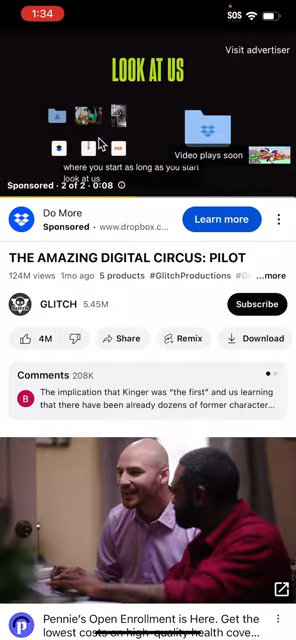 1:34
SOS
Visit advertiser
LOOK AT US
PDF
Video plays soon
where you start as long as you start
look at us
Sponsored · 2 of 2 · 0:08
Do More
Sponsored · www.dropbox.c...
Learn more
THE AMAZING DIGITAL CIRCUS: PILOT
124M views 1mo ago 5 products #GlitchProductions ...more
GLITCH 5.45M
Subscribe
4M
Share
Remix
Download
Comments 208K
B
The implication that Kinger was “the first” and us learning
that there have been already dozens of former character...
Pennie's Open Enrollment is Here. Get the
lowest costs on high-quality health cove...